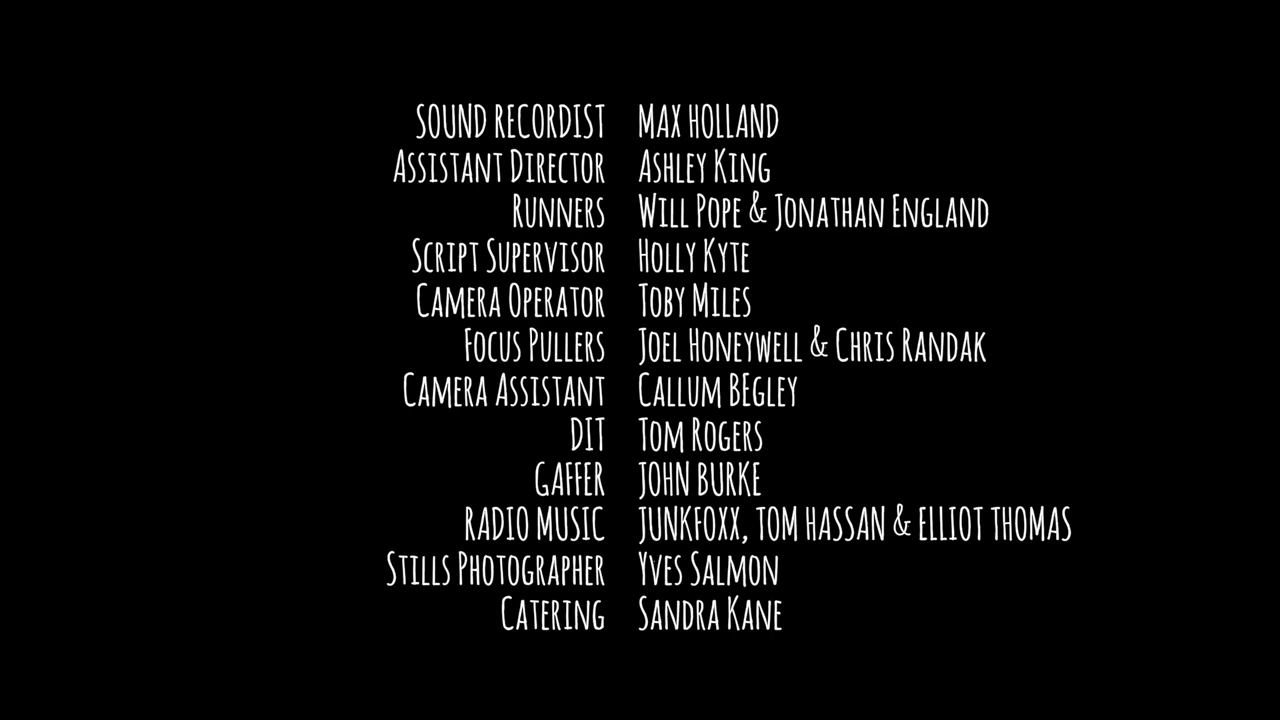 SOUND RECORDIST MAX HOLLAND
ASSISTANT DIRECTOR ASHLEY KING
RUNNERS WILL POPE & JONATHAN ENGLAND
SCRIPT SUPERVISOR HOLLY KYTE
CAMERA OPERATOR TOBY MILES
FOCUS PULLERS JOEL HONEYWELL & CHRIS RANDAK
CAMERA ASSISTANT CALLUM BEGLEY
DIT TOM ROGERS
GAFFER JOHN BURKE
RADIO MUSIC JUNKFOXX, TOM HASSAN & ELLIOT THOMAS
STILLS PHOTOGRAPHER YVES SALMON
CATERING SANDRA KANE